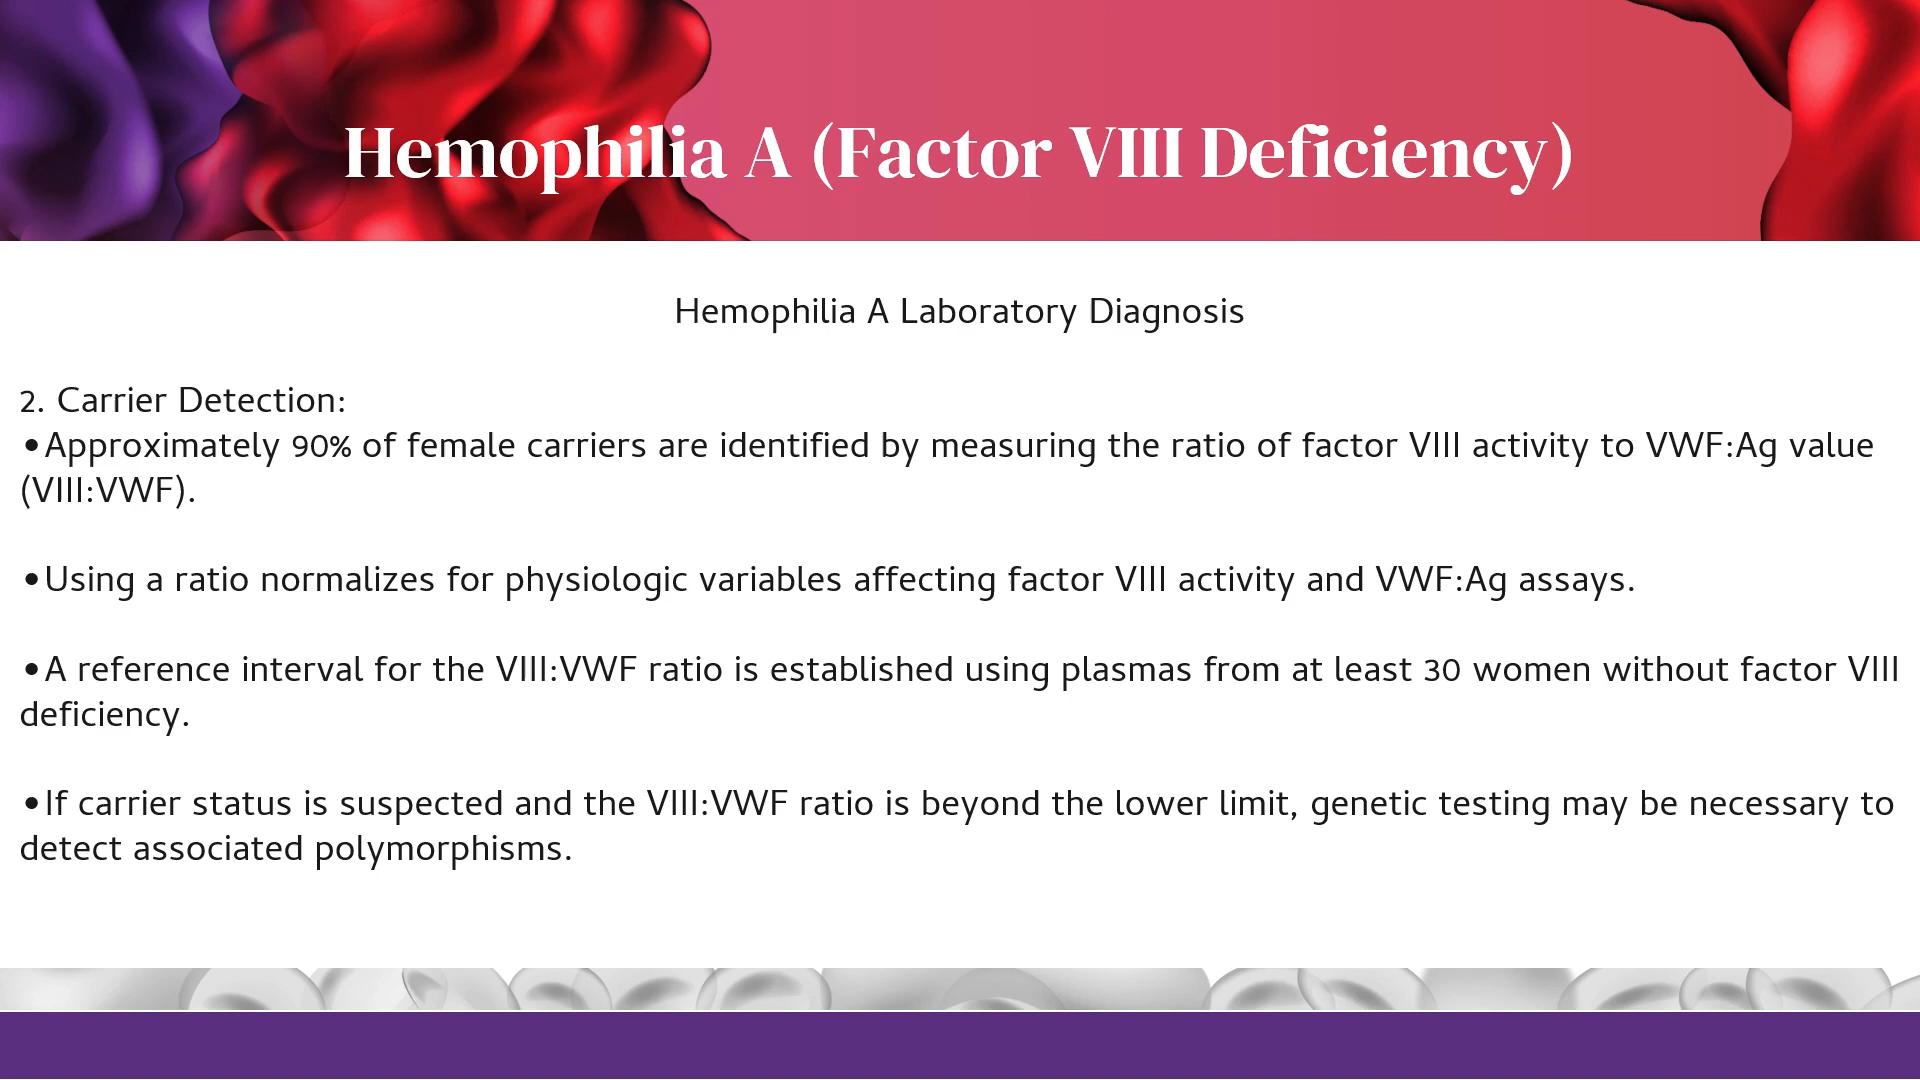 Hemophilia A (Factor VIII Deficiency)
Hemophilia A Laboratory Diagnosis
2. Carrier Detection:
•Approximately 90% of female carriers are identified by measuring the ratio of factor VIII activity to VWF:Ag value
(VIII:VWF).
•Using a ratio normalizes for physiologic variables affecting factor VIII activity and VWF:Ag assays.
•A reference interval for the VIII:VWF ratio is established using plasmas from at least 30 women without factor VIII
deficiency.
•If carrier status is suspected and the VIII:VWF ratio is beyond the lower limit, genetic testing may be necessary to
detect associated polymorphisms.